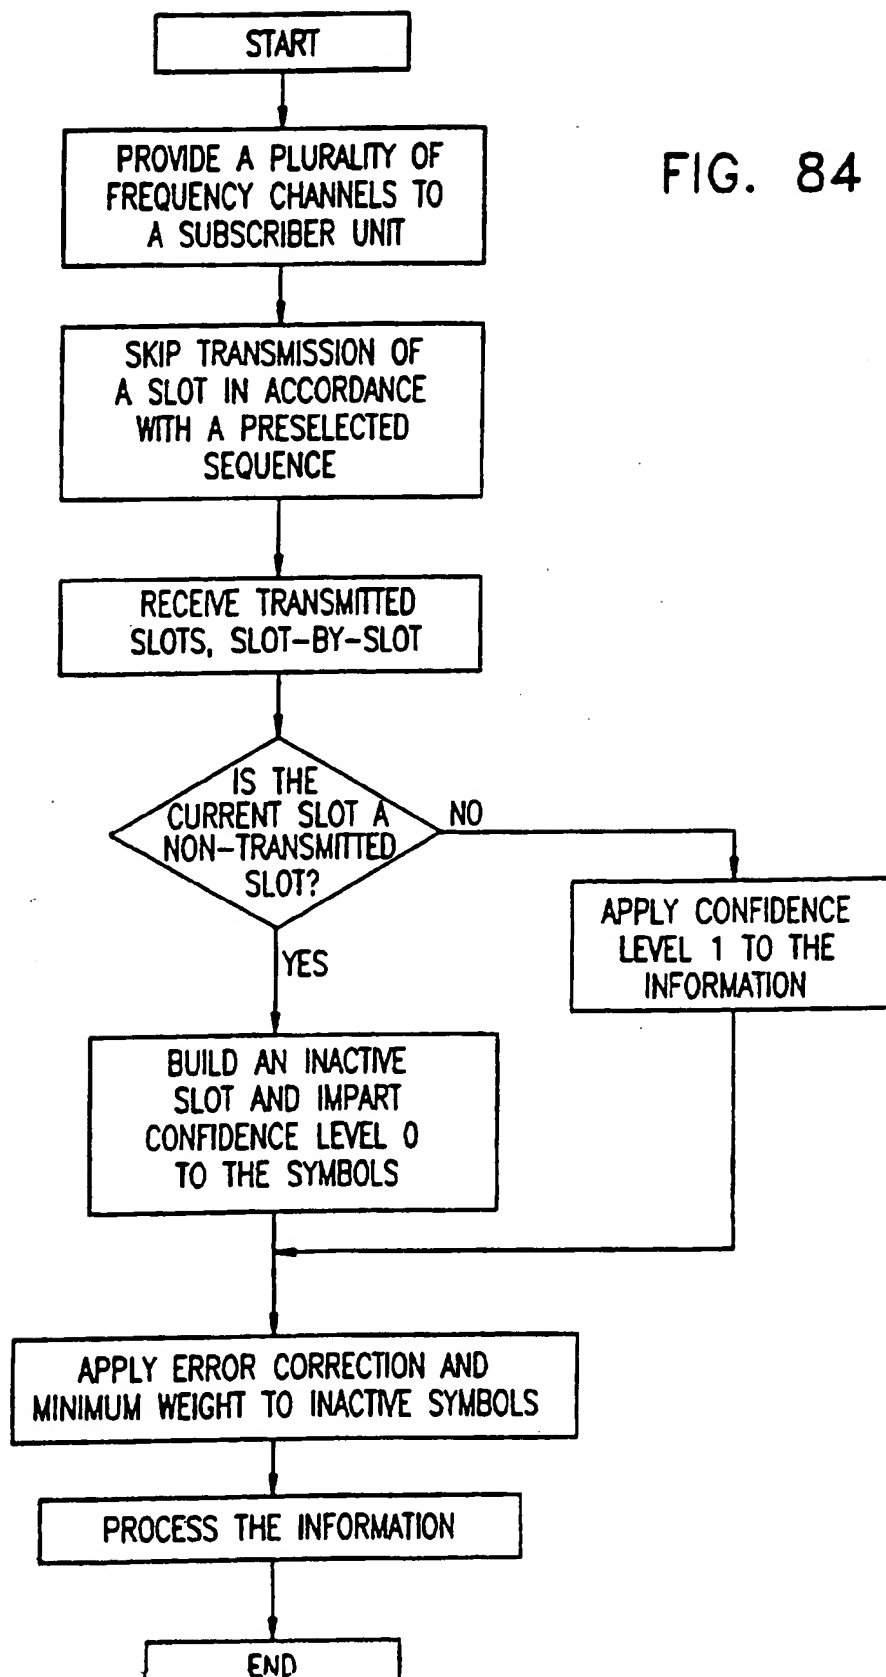 START
FIG. 84
PROVIDE A PLURALITY OF
FREQUENCY CHANNELS TO
A SUBSCRIBER UNIT
SKIP TRANSMISSION OF
A SLOT IN ACCORDANCE
WITH A PRESELECTED
SEQUENCE
RECEIVE TRANSMITTED
SLOTS, SLOT-BY-SLOT
IS THE
CURRENT SLOT A
NON-TRANSMITTED
SLOT?
NO
YES
APPLY CONFIDENCE
LEVEL 1 TO THE
INFORMATION
BUILD AN INACTIVE
SLOT AND IMPART
CONFIDENCE LEVEL 0
TO THE SYMBOLS
APPLY ERROR CORRECTION AND
MINIMUM WEIGHT TO INACTIVE SYMBOLS
PROCESS THE INFORMATION
END